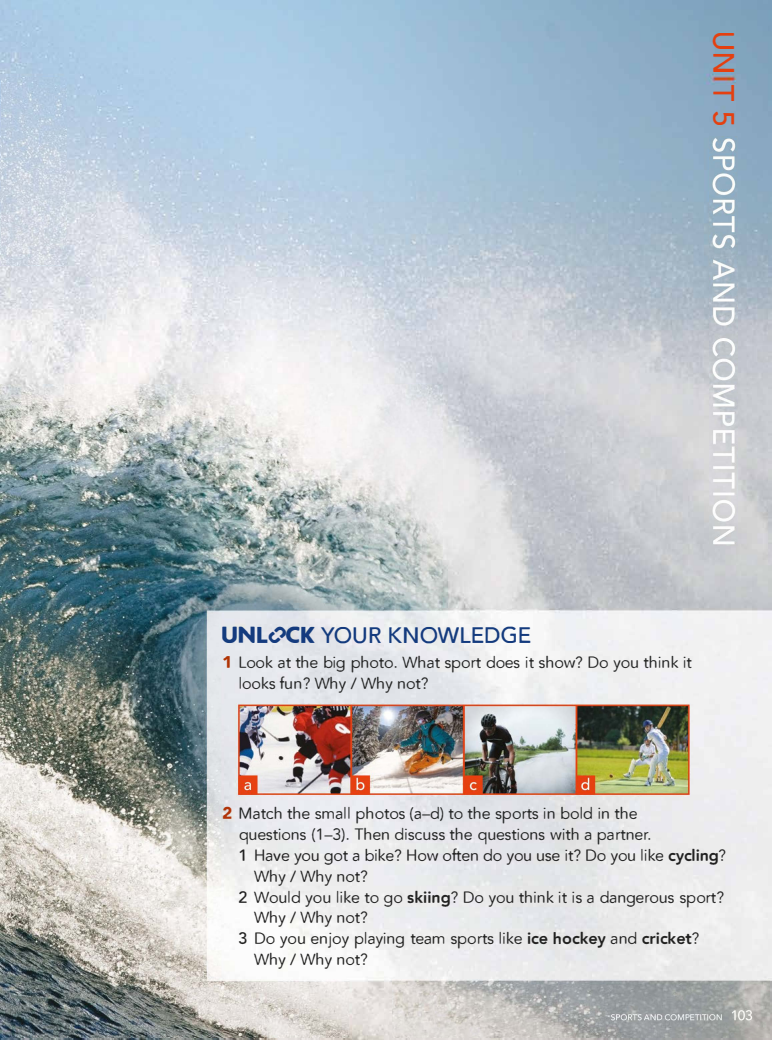 UNIT 5 SPORTS AND COMPETITION
UNLOCK YOUR KNOWLEDGE
1 Look at the big photo. What sport does it show? Do you think it
looks fun? Why / Why not?
a b c d
2 Match the small photos (a–d) to the sports in bold in the
questions (1–3). Then discuss the questions with a partner.
1 Have you got a bike? How often do you use it? Do you like cycling?
Why / Why not?
2 Would you like to go skiing? Do you think it is a dangerous sport?
Why / Why not?
3 Do you enjoy playing team sports like ice hockey and cricket?
Why / Why not?
SPORTS AND COMPETITION 103